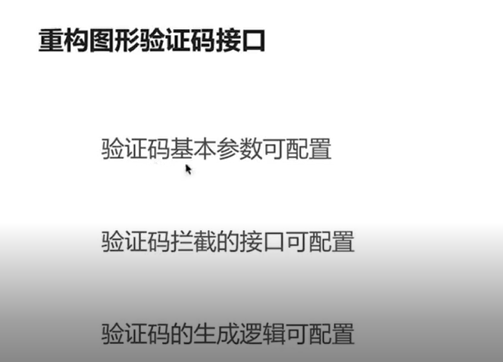 重构图形验证码接口
验证码基本参数可配置
验证码拦截的接口可配置
验证码的生成逻辑可配置